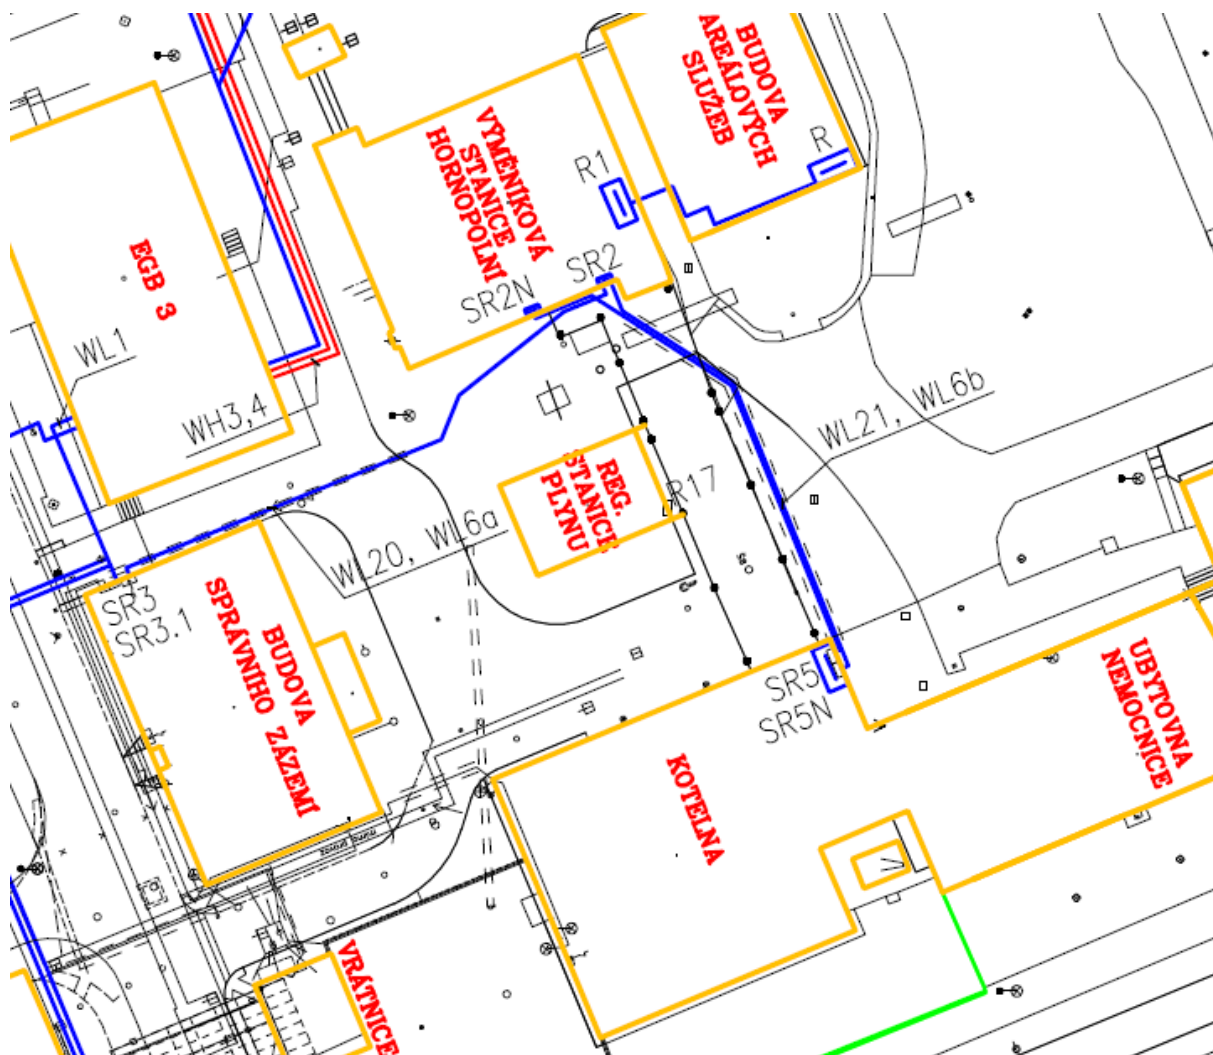 BUDOVA
AREÁLOVÝCH
SLUŽEB
VÝMĚNÍKOVÁ
STANICE
HORNOPOLNÍ
R1
R
EGB 3
SR2
SR2N
WL1
WH3,4
WL21, WL6b
REG.
STANICE
PLYNU
R17
WL20, WL6a
SR3
SR3.1
BUDOVA
SPRÁVNÍHO ZÁZEMÍ
SR5
SR5N
UBYTOVNA
NEMOCNICE
KOTELNA
VRÁTNICE